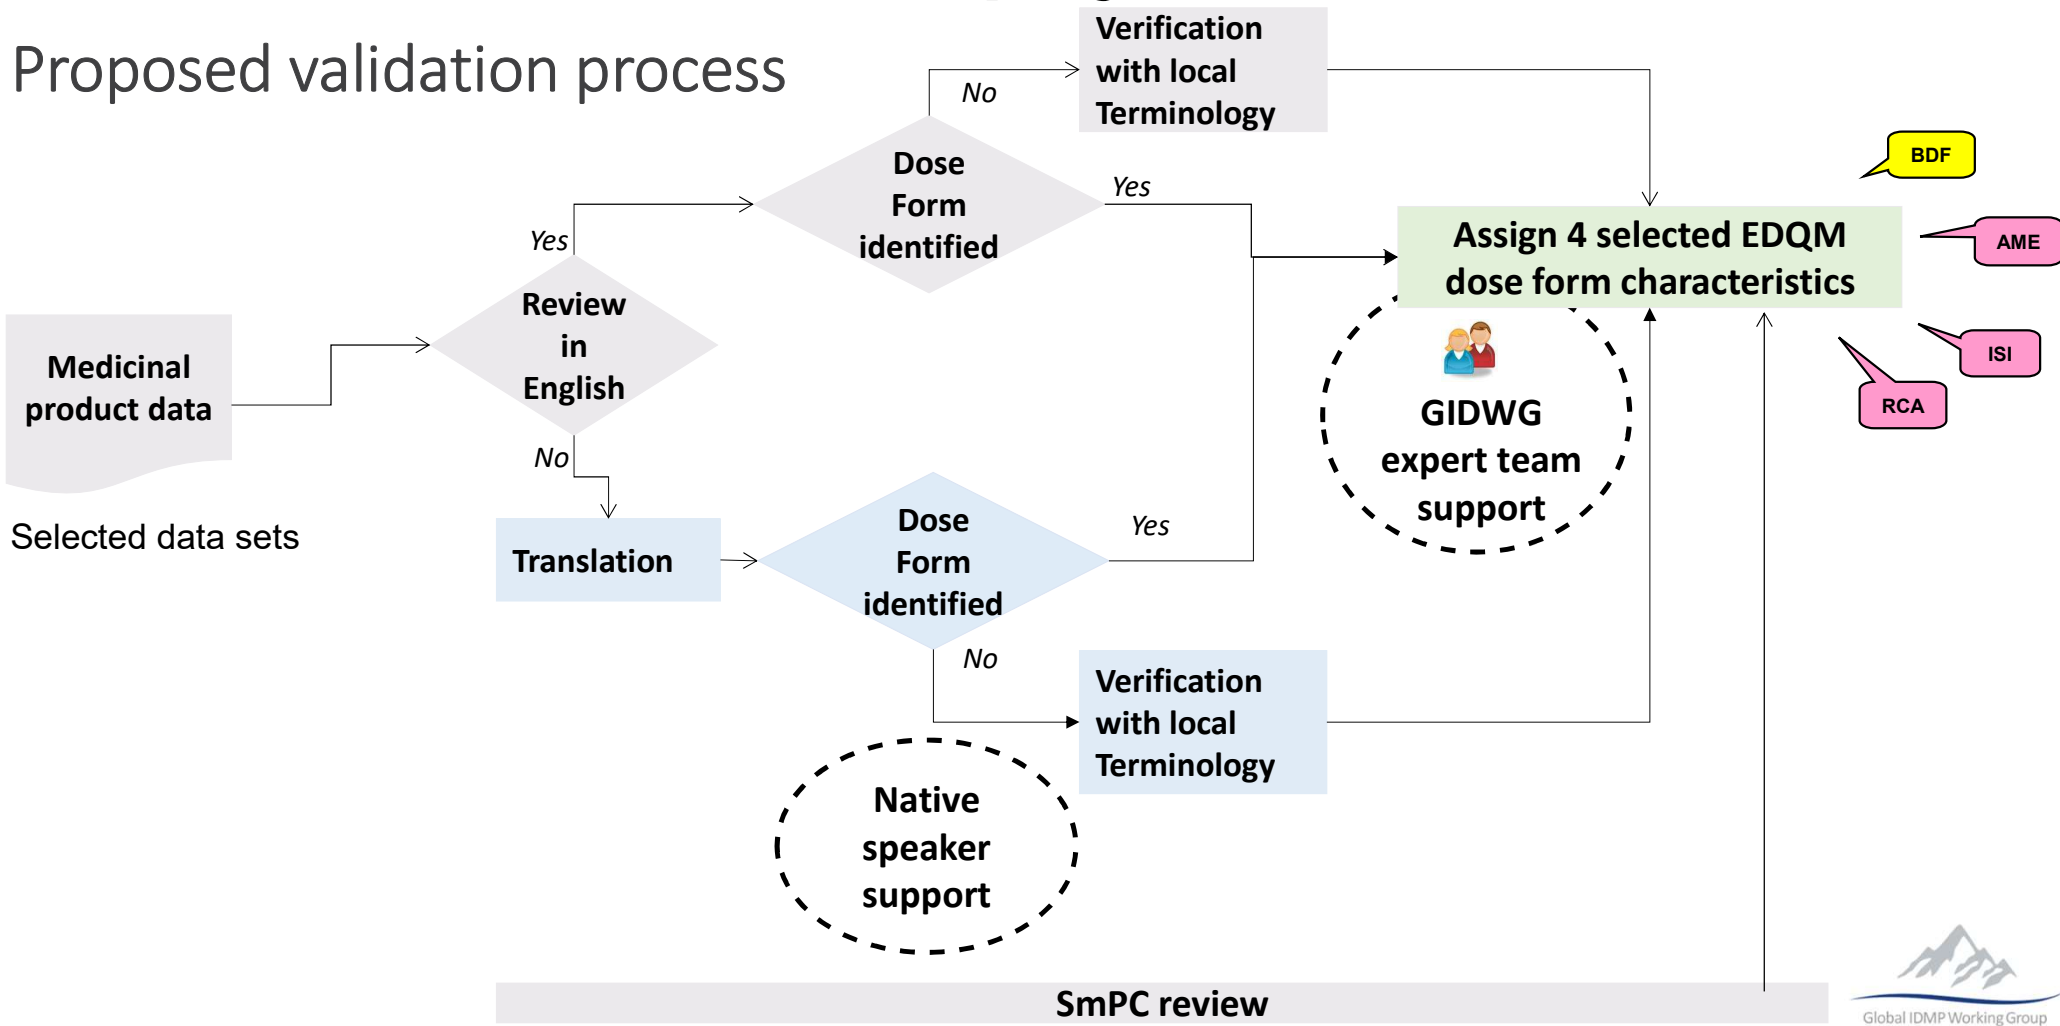 Proposed validation process
Verification
with local
Terminology
No
Dose
Form
identified
Yes
BDF
Yes
Assign 4 selected EDQM
dose form characteristics
AME
Review
in
English
Medicinal
product data
ISI
RCA
GIDWG
expert team
support
No
Selected data sets
Translation
Dose
Form
identified
Yes
No
Verification
with local
Terminology
Native
speaker
support
SmPC review
Global IDMP Working Group